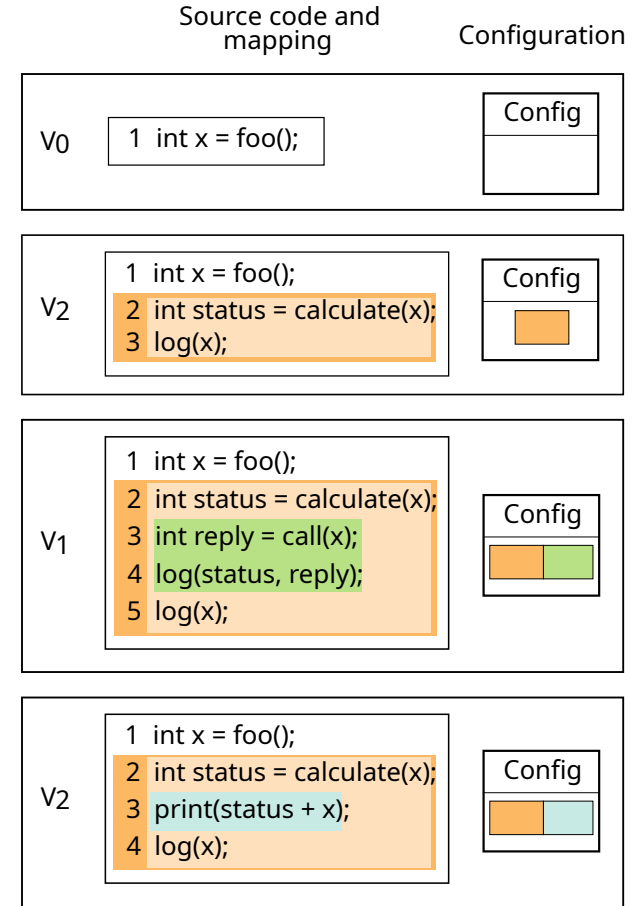 Source code and
mapping
Configuration
V0
1 int x = foo();
Config
V2
1 int x = foo();
2 int status = calculate(x);
3 log(x);
Config
V1
1 int x = foo();
2 int status = calculate(x);
3 int reply = call(x);
4 log(status, reply);
5 log(x);
Config
V2
1 int x = foo();
2 int status = calculate(x);
3 print(status + x);
4 log(x);
Config